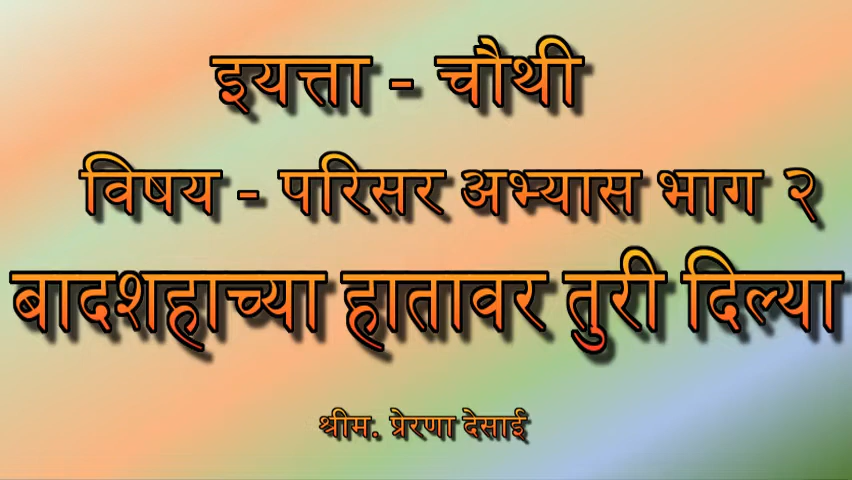 इयत्ता - चौथी
विषय - परिसर अभ्यास भाग २
बादशहाच्या हातावर तुरी दिल्या
श्रीम. प्रेरणा देसाई